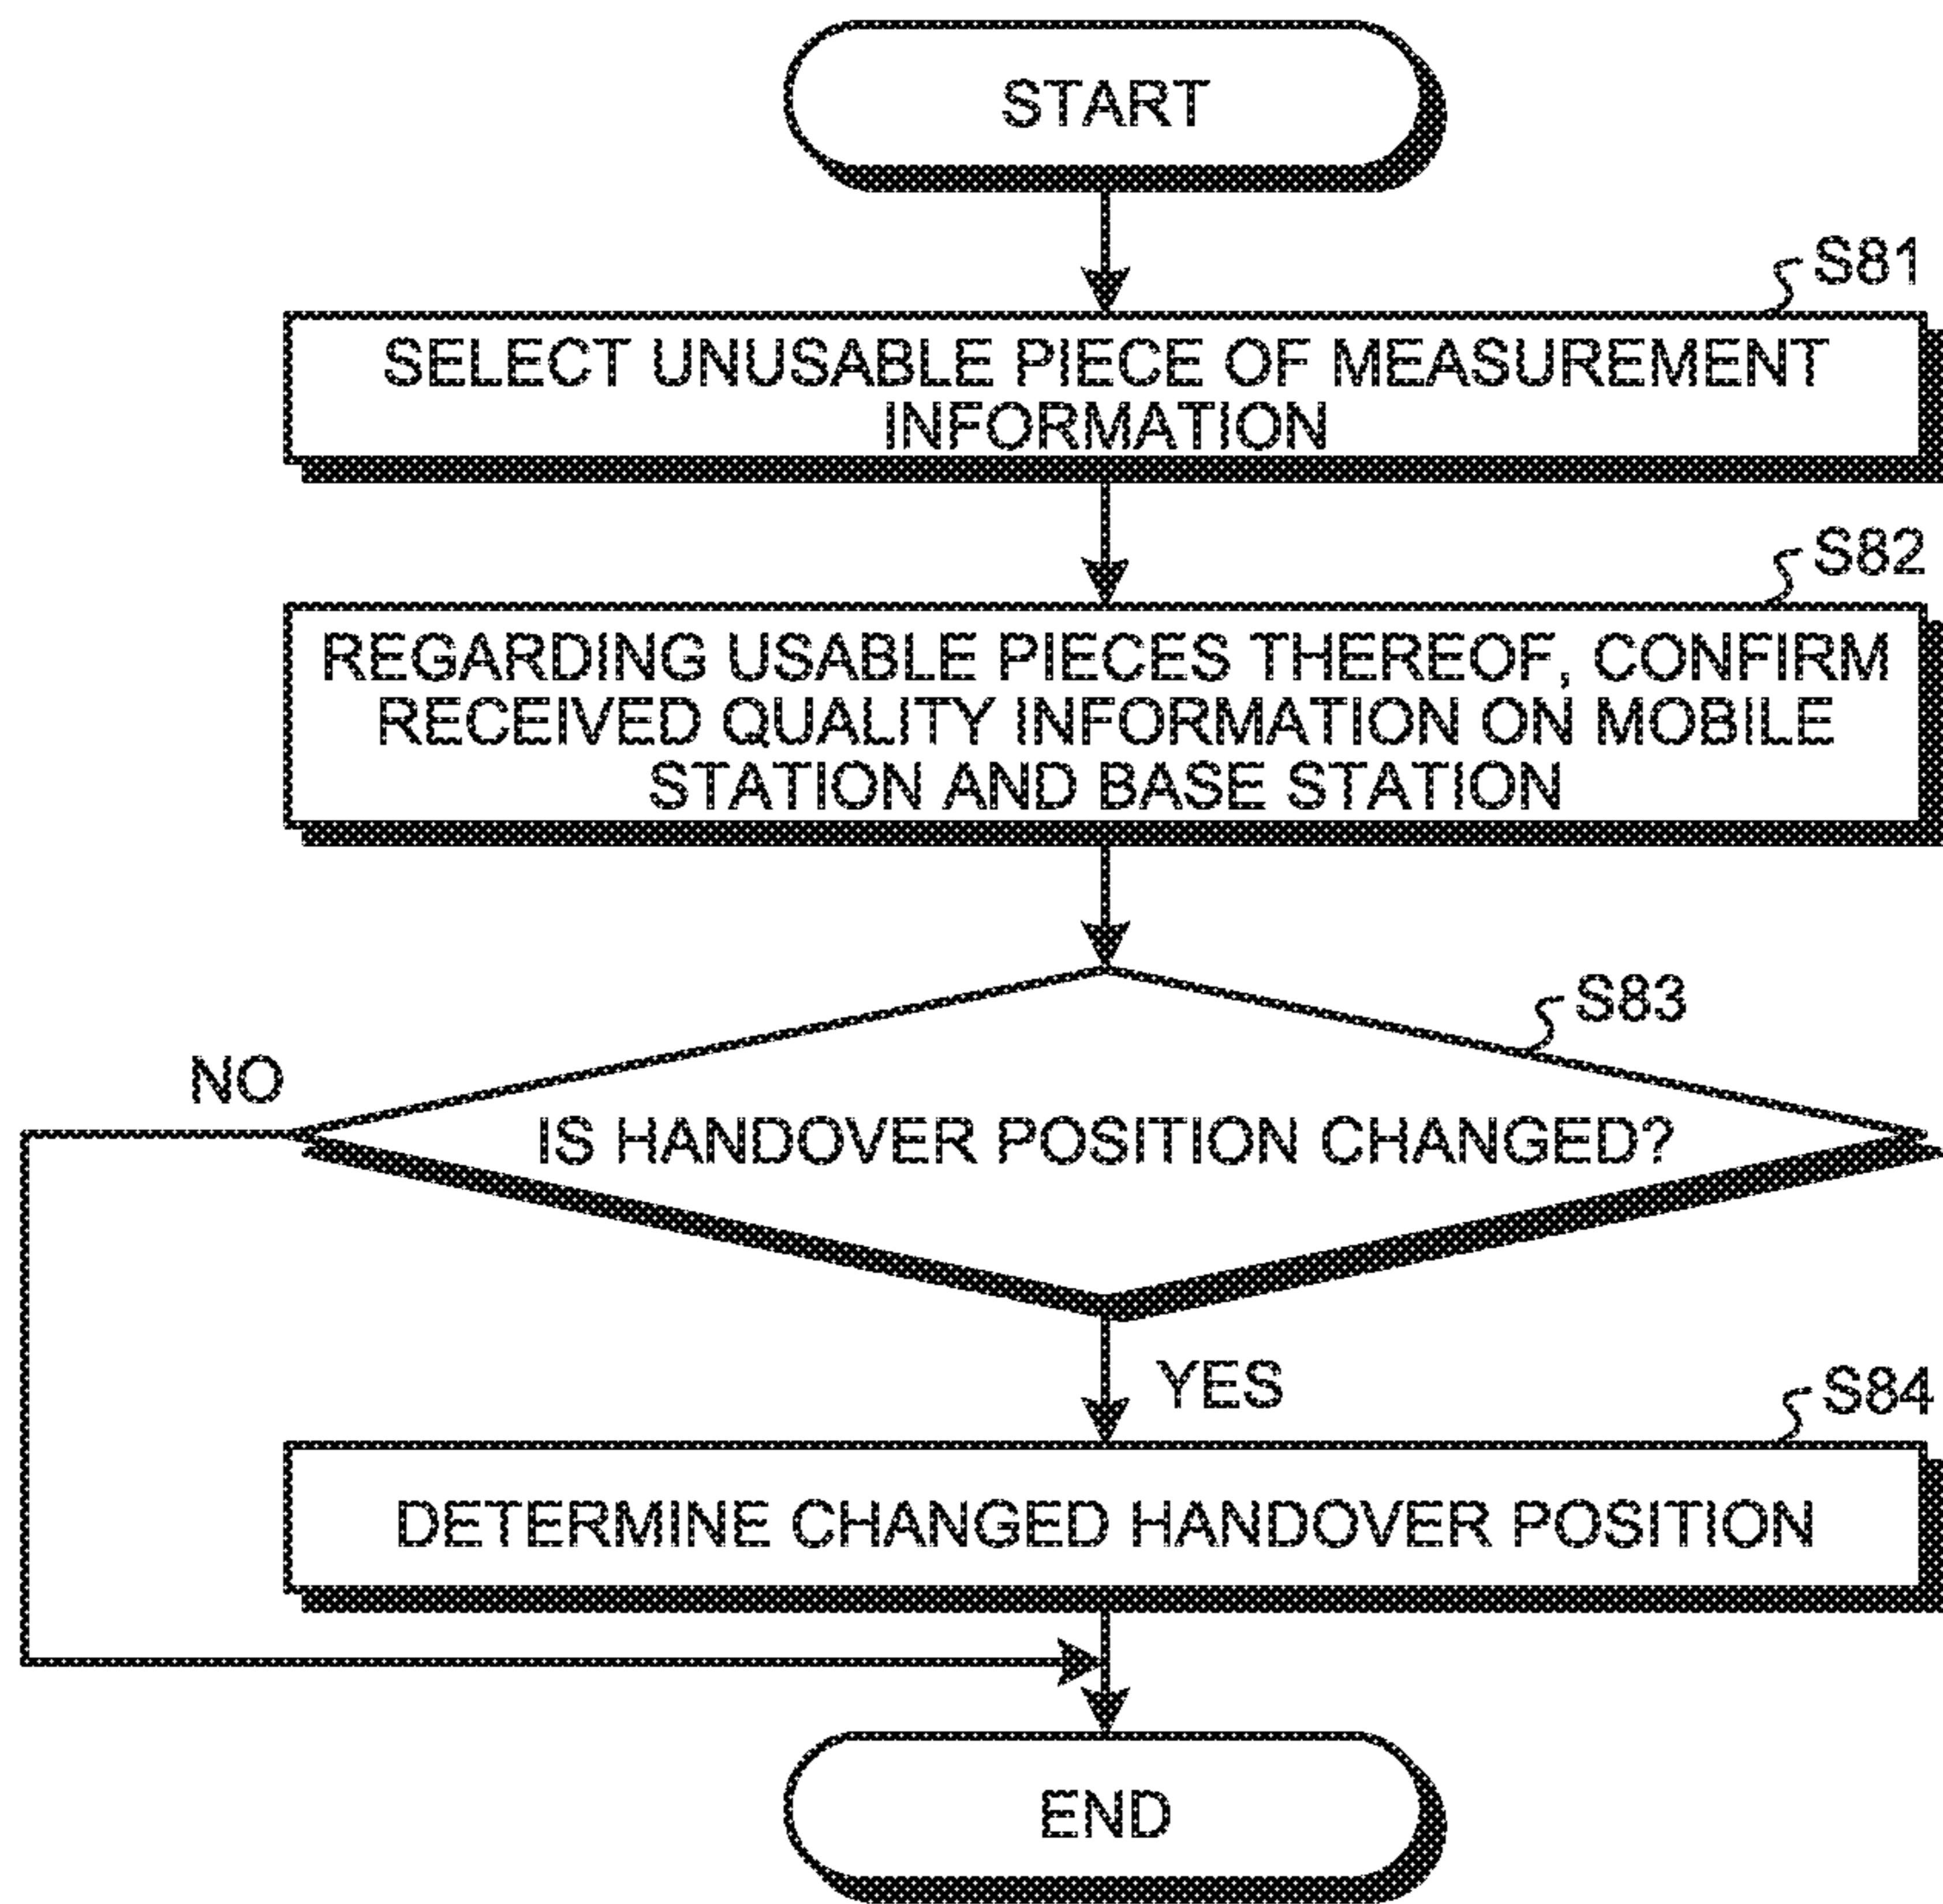 START
S81
SELECT UNUSABLE PIECE OF MEASUREMENT
INFORMATION
S82
REGARDING USABLE PIECES THEREOF, CONFIRM
RECEIVED QUALITY INFORMATION ON MOBILE
STATION AND BASE STATION
S83
NO
IS HANDOVER POSITION CHANGED?
YES
S84
DETERMINE CHANGED HANDOVER POSITION
END